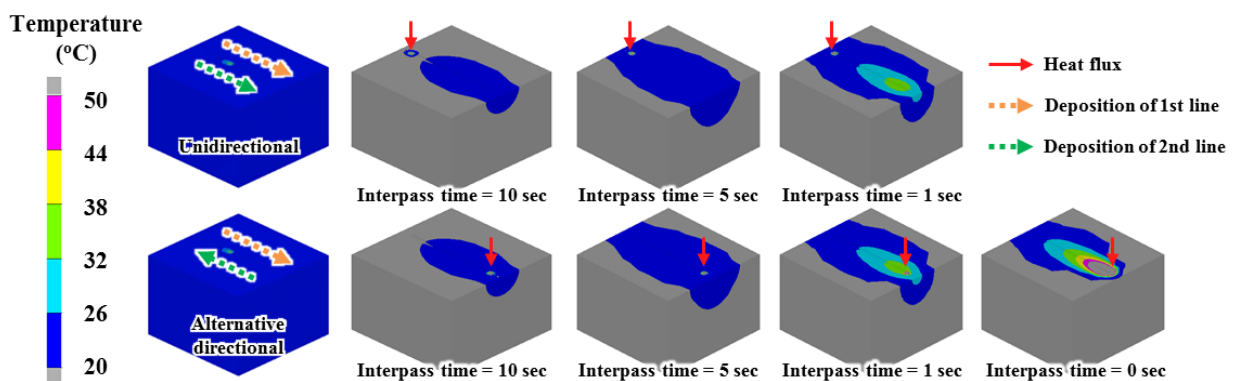 Temperature
(°C)
50
44
38
32
26
20
Unidirectional
Interpass time = 10 sec
Interpass time = 5 sec
Interpass time = 1 sec
Heat flux
Deposition of 1st line
Deposition of 2nd line
Alternative
directional
Interpass time = 10 sec
Interpass time = 5 sec
Interpass time = 1 sec
Interpass time = 0 sec